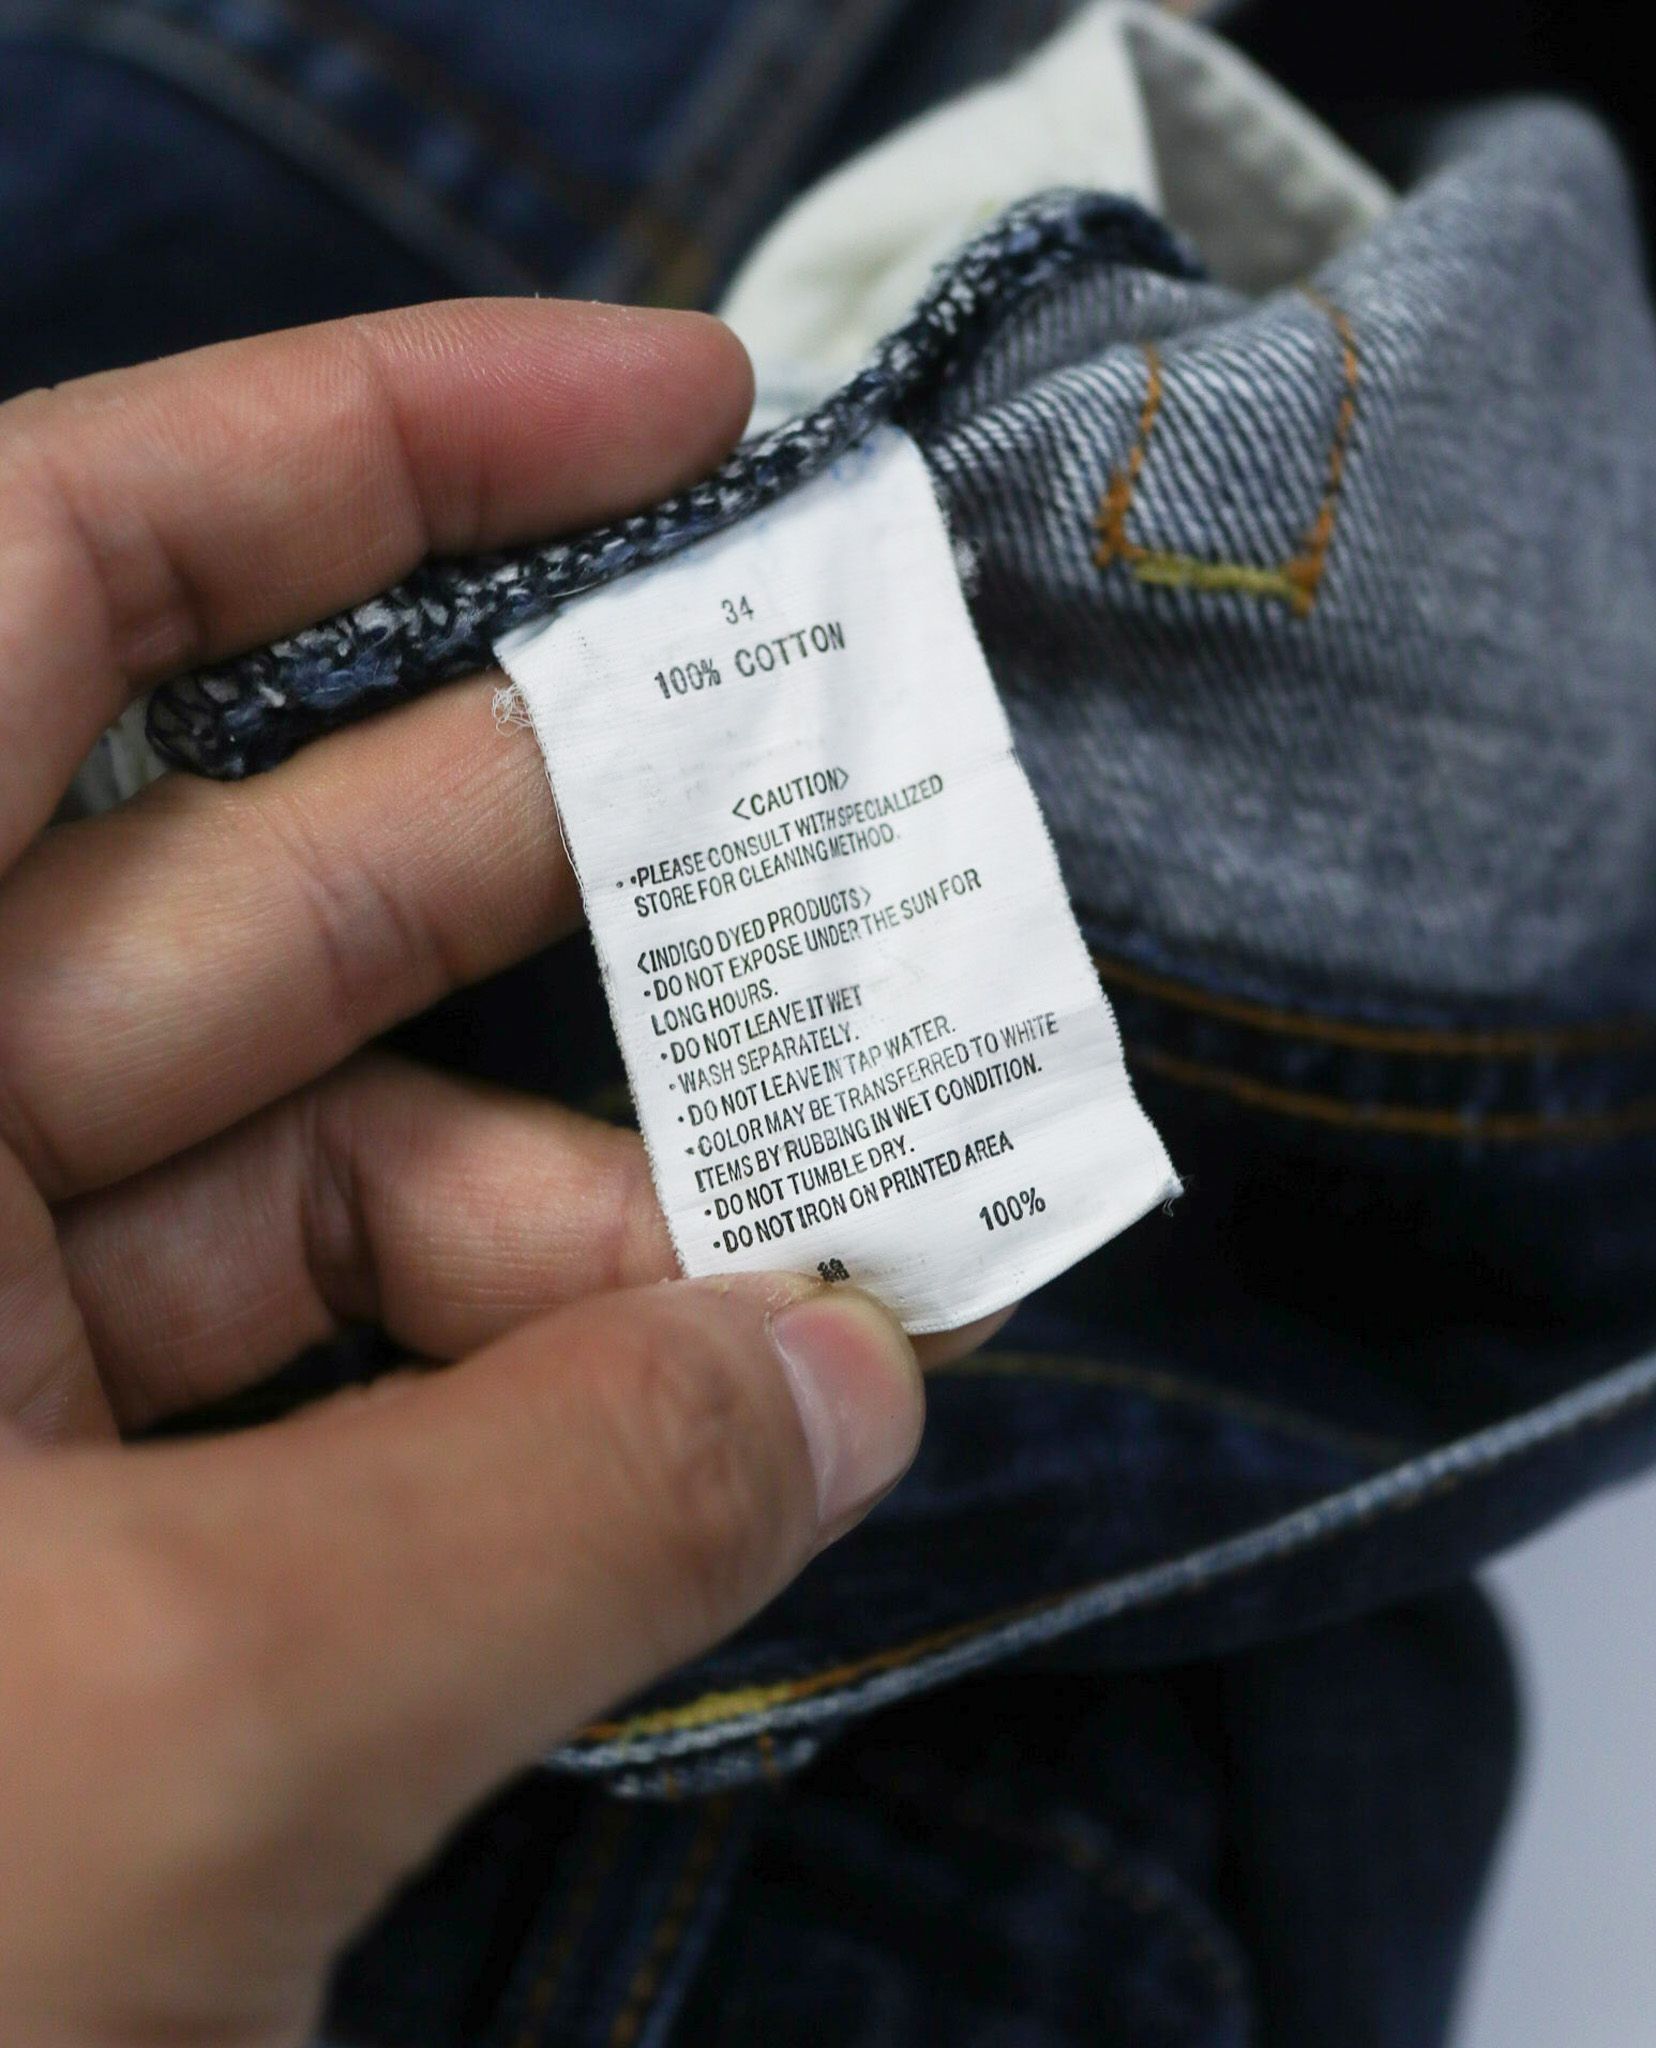 34
100% COTTON
<CAUTION>
・PLEASE CONSULT WITH SPECIALIZED
STORE FOR CLEANING METHOD.
<INDIGO DYED PRODUCTS>
・DO NOT EXPOSE UNDER THE SUN FOR
LONG HOURS.
・DO NOT LEAVE IT WET
・WASH SEPARATELY.
・DO NOT LEAVE IN TAP WATER.
・COLOR MAY BE TRANSFERRED TO WHITE
ITEMS BY RUBBING IN WET CONDITION.
・DO NOT TUMBLE DRY.
・DO NOT IRON ON PRINTED AREA
綿 100%